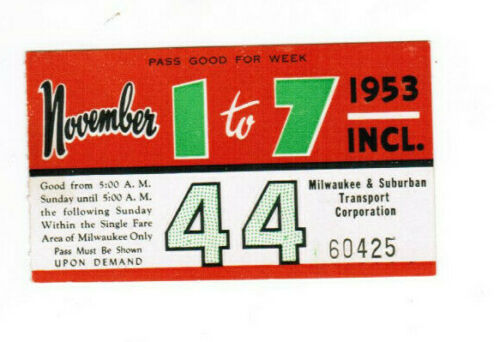 PASS GOOD FOR WEEK
November 1 to 7 1953
INCL.
Good from 5:00 A. M.
Sunday until 5:00 A. M.
the following Sunday
Within the Single Fare
Area of Milwaukee Only
Pass Must Be Shown
UPON DEMAND
44
Milwaukee & Suburban
Transport
Corporation
60425